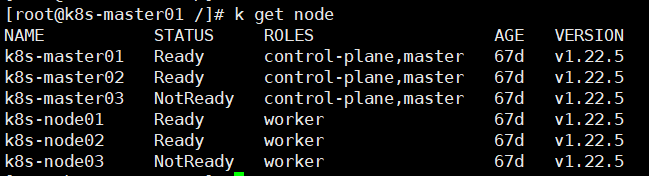 [root@k8s-master01 /]# k get node
NAME STATUS ROLES AGE VERSION
k8s-master01 Ready control-plane,master 67d v1.22.5
k8s-master02 Ready control-plane,master 67d v1.22.5
k8s-master03 NotReady control-plane,master 67d v1.22.5
k8s-node01 Ready worker 67d v1.22.5
k8s-node02 Ready worker 67d v1.22.5
k8s-node03 NotReady worker 67d v1.22.5